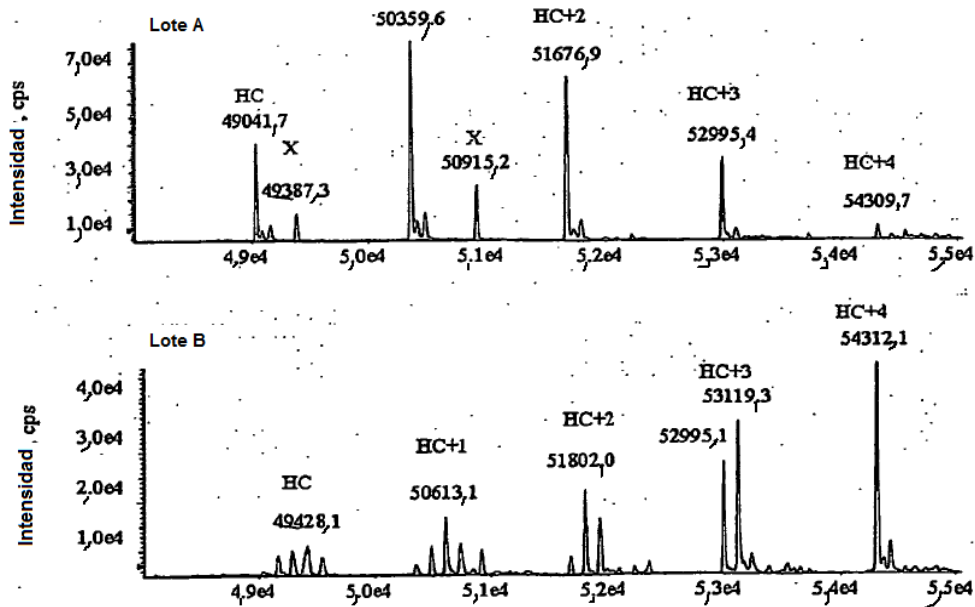 Lote A
50359,6
HC+2
51676,9
HC
49041,7
X
49387,3
X
50915,2
HC+3
52995,4
HC+4
54309,7
7,0e4
5,0e4
3,0e4
1,0e4
Intensidad , cps
4,9e4 5,0e4 5,1e4 5,2e4 5,3e4 5,4e4 5,5e4
Lote B
HC+4
54312,1
HC+3
53119,3
52995,1
HC+2
51802,0
HC+1
50613,1
HC
49428,1
4,0e4
3,0e4
2,0e4
1,0e4
Intensidad , cps
4,9e4 5,0e4 5,1e4 5,2e4 5,3e4 5,4e4 5,5e4